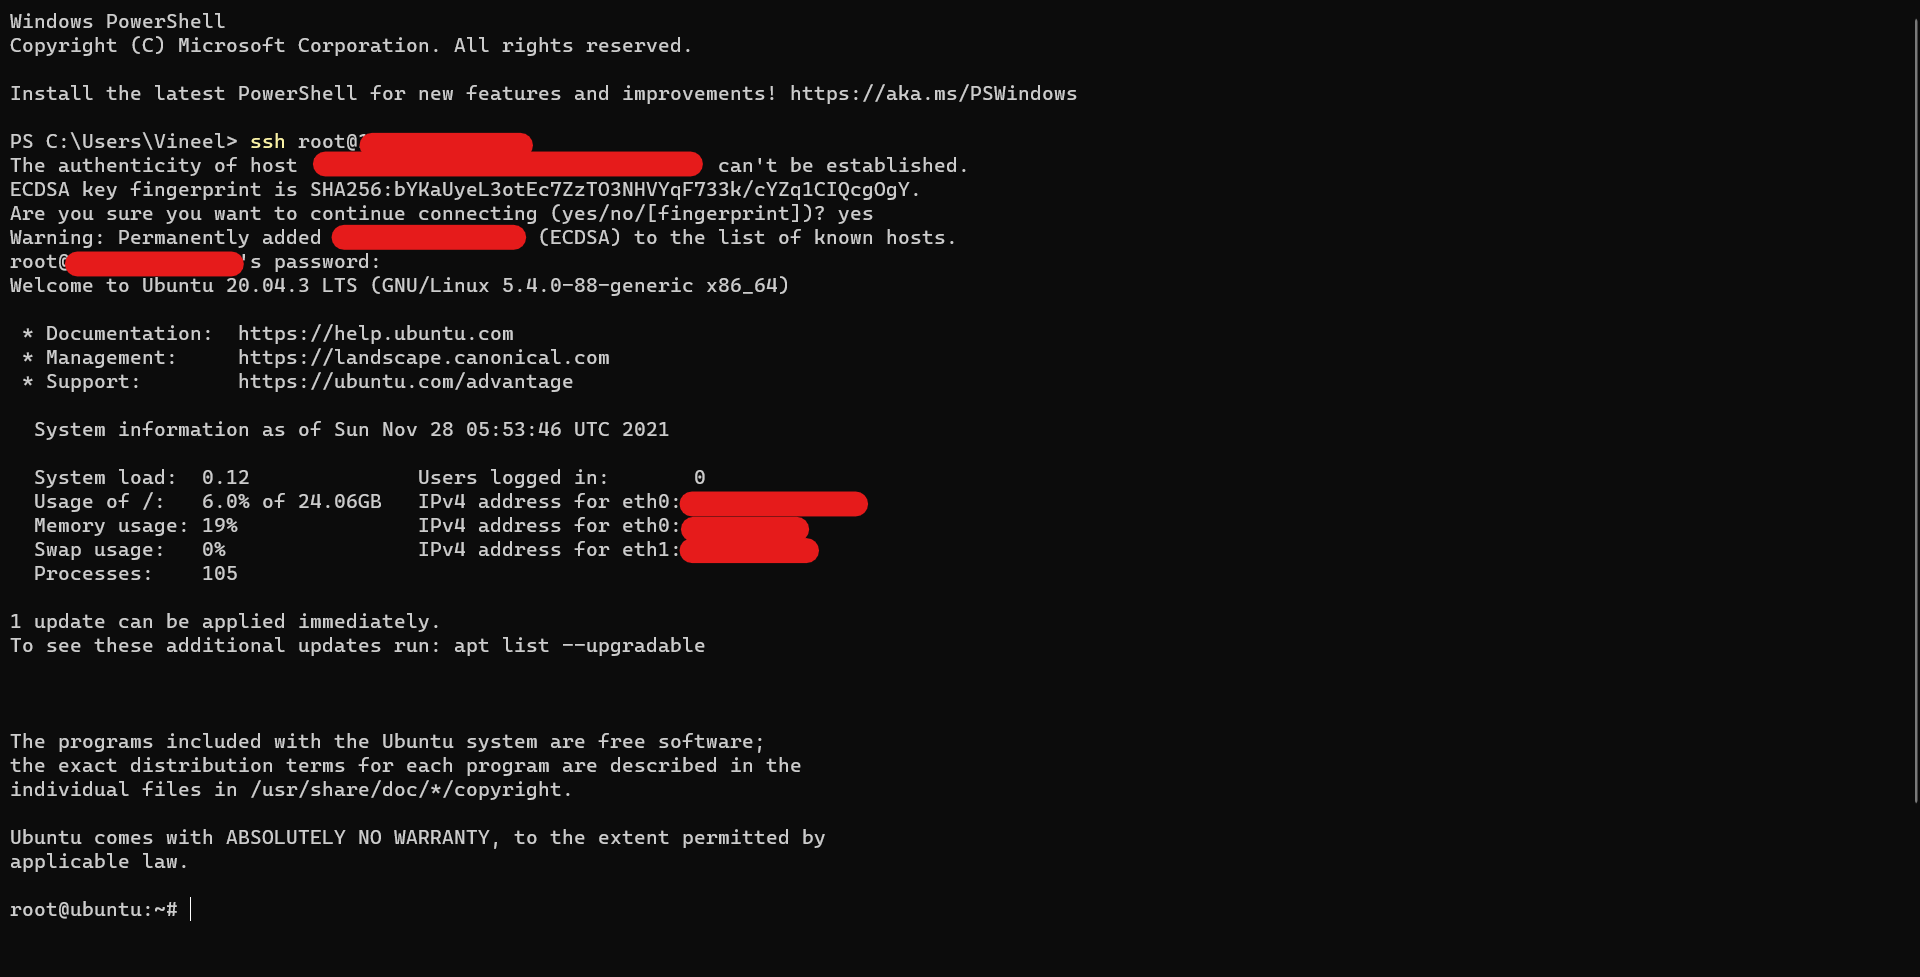 Windows PowerShell
Copyright (C) Microsoft Corporation. All rights reserved.
Install the latest PowerShell for new features and improvements! https://aka.ms/PSWindows
PS C:\Users\Vineel> ssh root@
The authenticity of host can't be established.
ECDSA key fingerprint is SHA256:bYKaUyeL3otEc7ZzTO3NHVYqF733k/cYZq1CIQcgOgY.
Are you sure you want to continue connecting (yes/no/[fingerprint])? yes
Warning: Permanently added (ECDSA) to the list of known hosts.
root@ 's password:
Welcome to Ubuntu 20.04.3 LTS (GNU/Linux 5.4.0-88-generic x86_64)
* Documentation: https://help.ubuntu.com
* Management: https://landscape.canonical.com
* Support: https://ubuntu.com/advantage
System information as of Sun Nov 28 05:53:46 UTC 2021
System load: 0.12 Users logged in: 0
Usage of /: 6.0% of 24.06GB IPv4 address for eth0:
Memory usage: 19% IPv4 address for eth0:
Swap usage: 0% IPv4 address for eth1:
Processes: 105
1 update can be applied immediately.
To see these additional updates run: apt list --upgradable
The programs included with the Ubuntu system are free software;
the exact distribution terms for each program are described in the
individual files in /usr/share/doc/*/copyright.
Ubuntu comes with ABSOLUTELY NO WARRANTY, to the extent permitted by
applicable law.
root@ubuntu:~#